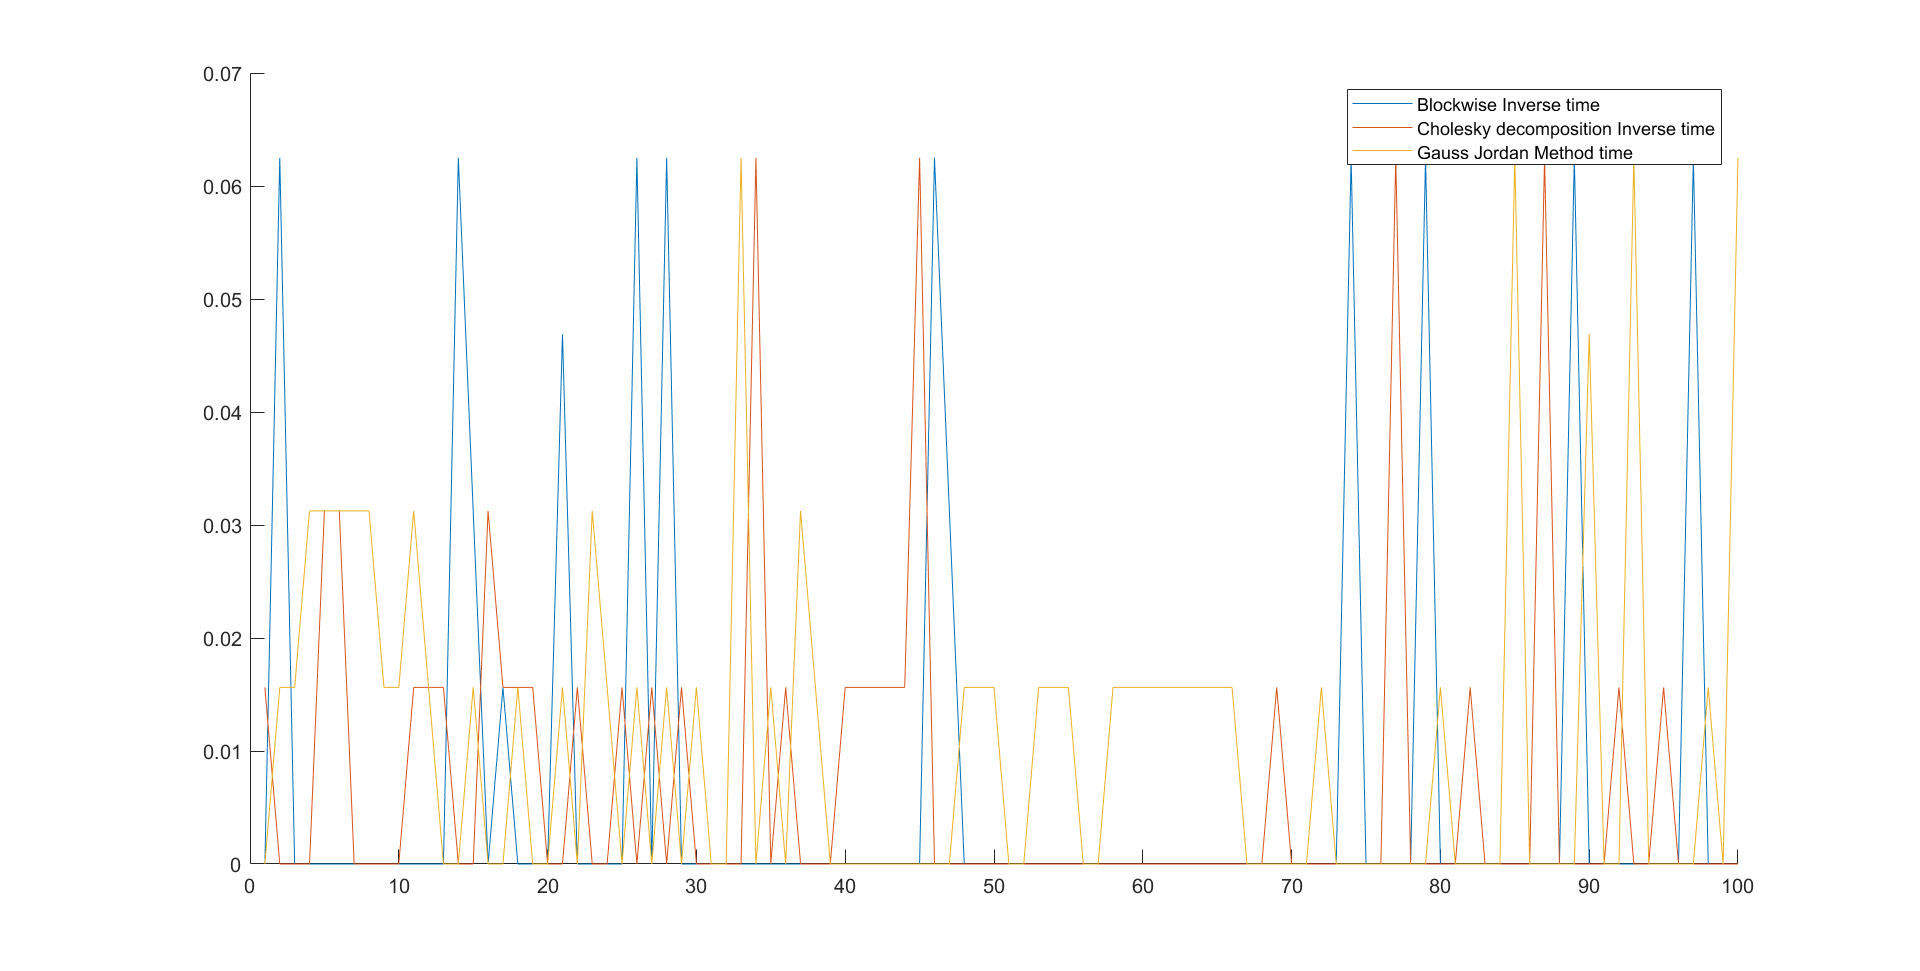 0.07
0.06
0.05
0.04
0.03
0.02
0.01
0
0 10 20 30 40 50 60 70 80 90 100
Blockwise Inverse time
Cholesky decomposition Inverse time
Gauss Jordan Method time